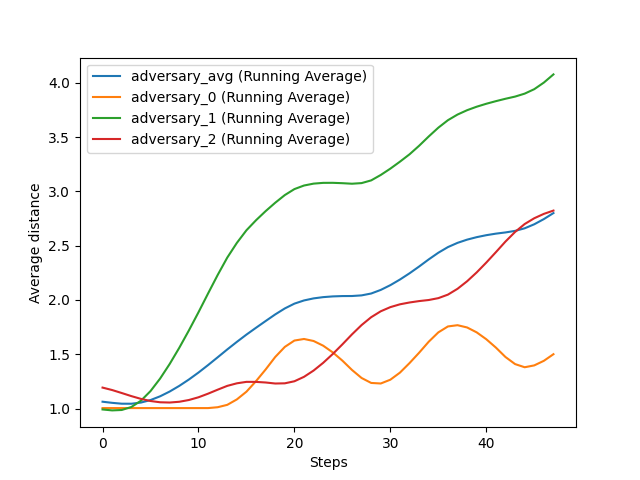 adversary_avg (Running Average)
adversary_0 (Running Average)
adversary_1 (Running Average)
adversary_2 (Running Average)
4.0
3.5
3.0
2.5
2.0
1.5
1.0
Average distance
0 10 20 30 40
Steps